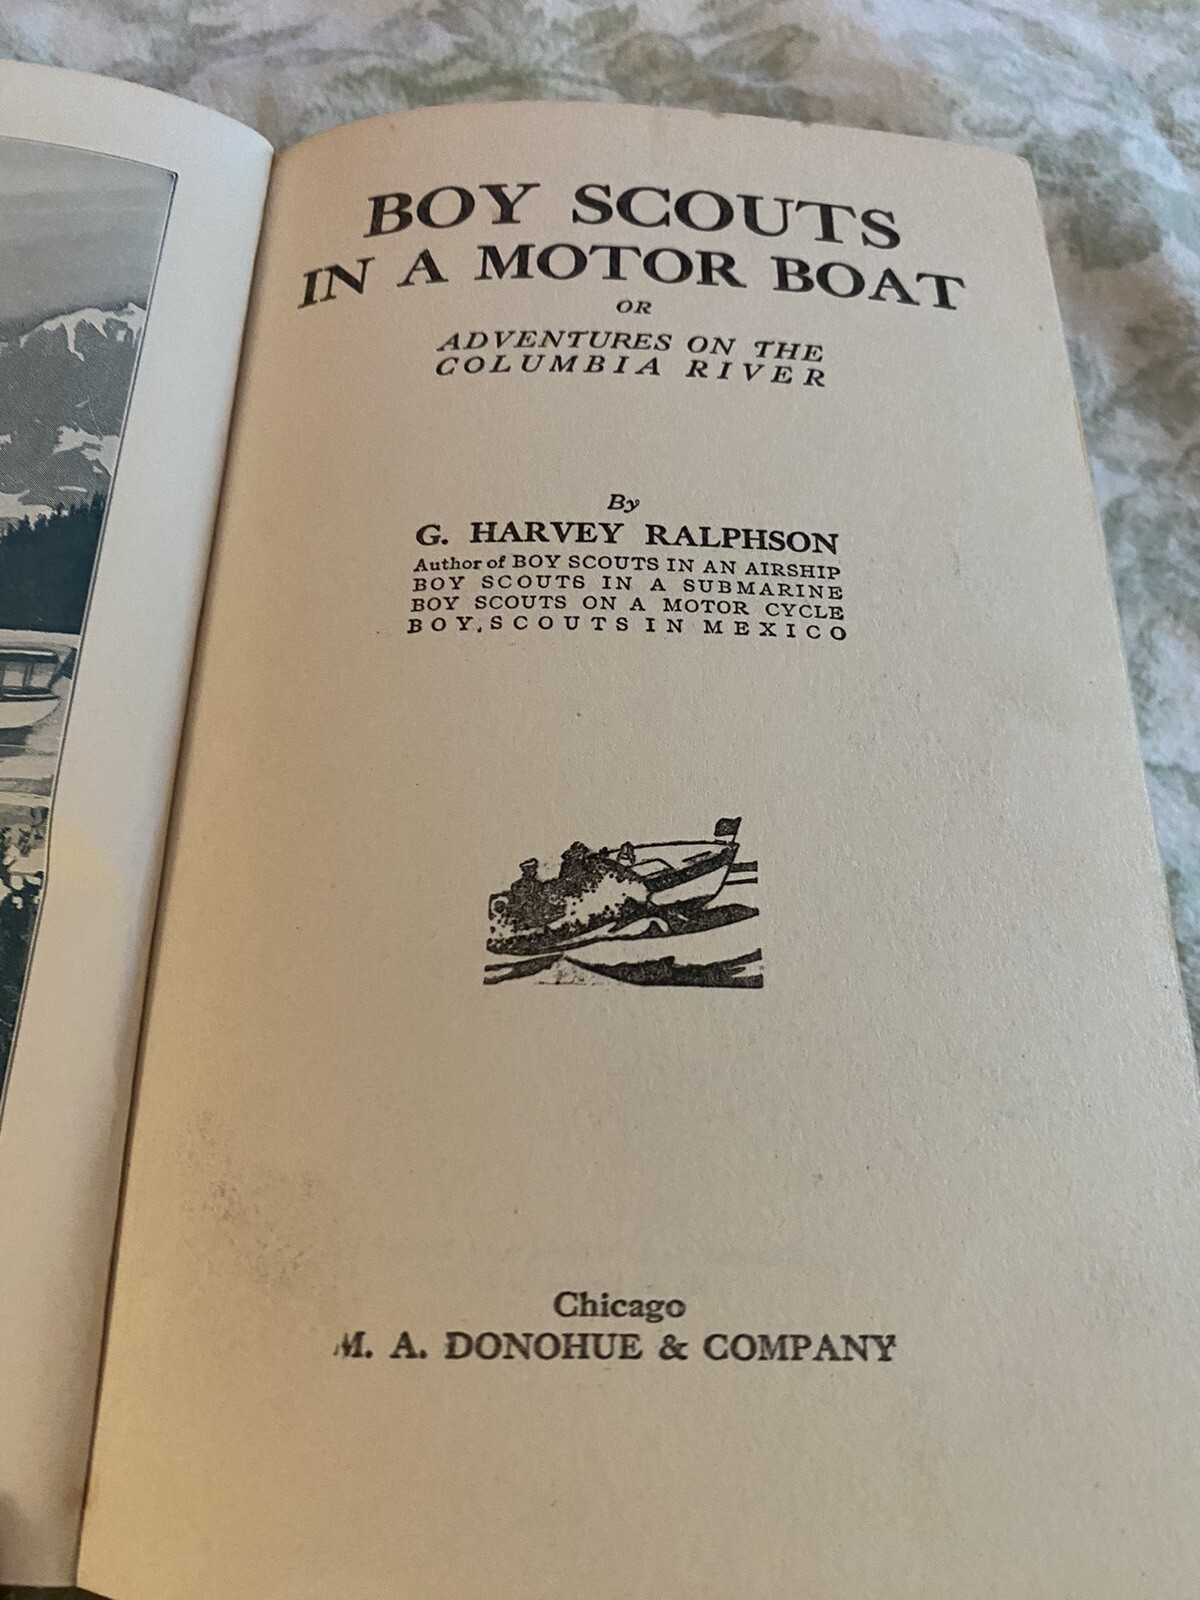 BOY SCOUTS
IN A MOTOR BOAT
OR
ADVENTURES ON THE
COLUMBIA RIVER
By
G. HARVEY RALPHSON
Author of BOY SCOUTS IN AN AIRSHIP
BOY SCOUTS IN A SUBMARINE
BOY SCOUTS ON A MOTOR CYCLE
BOY SCOUTS IN MEXICO
Chicago
M. A. DONOHUE & COMPANY